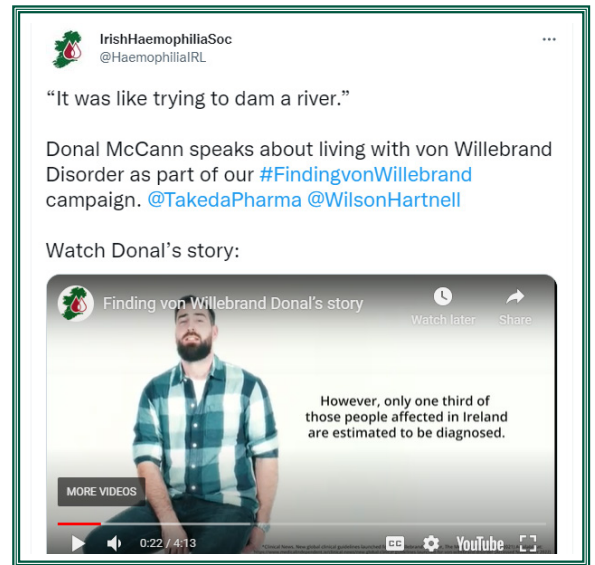 IrishHaemophiliaSoc
@HaemophiliaIRL
“It was like trying to dam a river.”
Donal McCann speaks about living with von Willebrand
Disorder as part of our #FindingvonWillebrand
campaign. @TakedaPharma @WilsonHartnell
Watch Donal’s story:
Finding von Willebrand Donal’s story
Watch later
Share
However, only one third of
those people affected in Ireland
are estimated to be diagnosed.
MORE VIDEOS
0:22 / 4:13
CC
YouTube